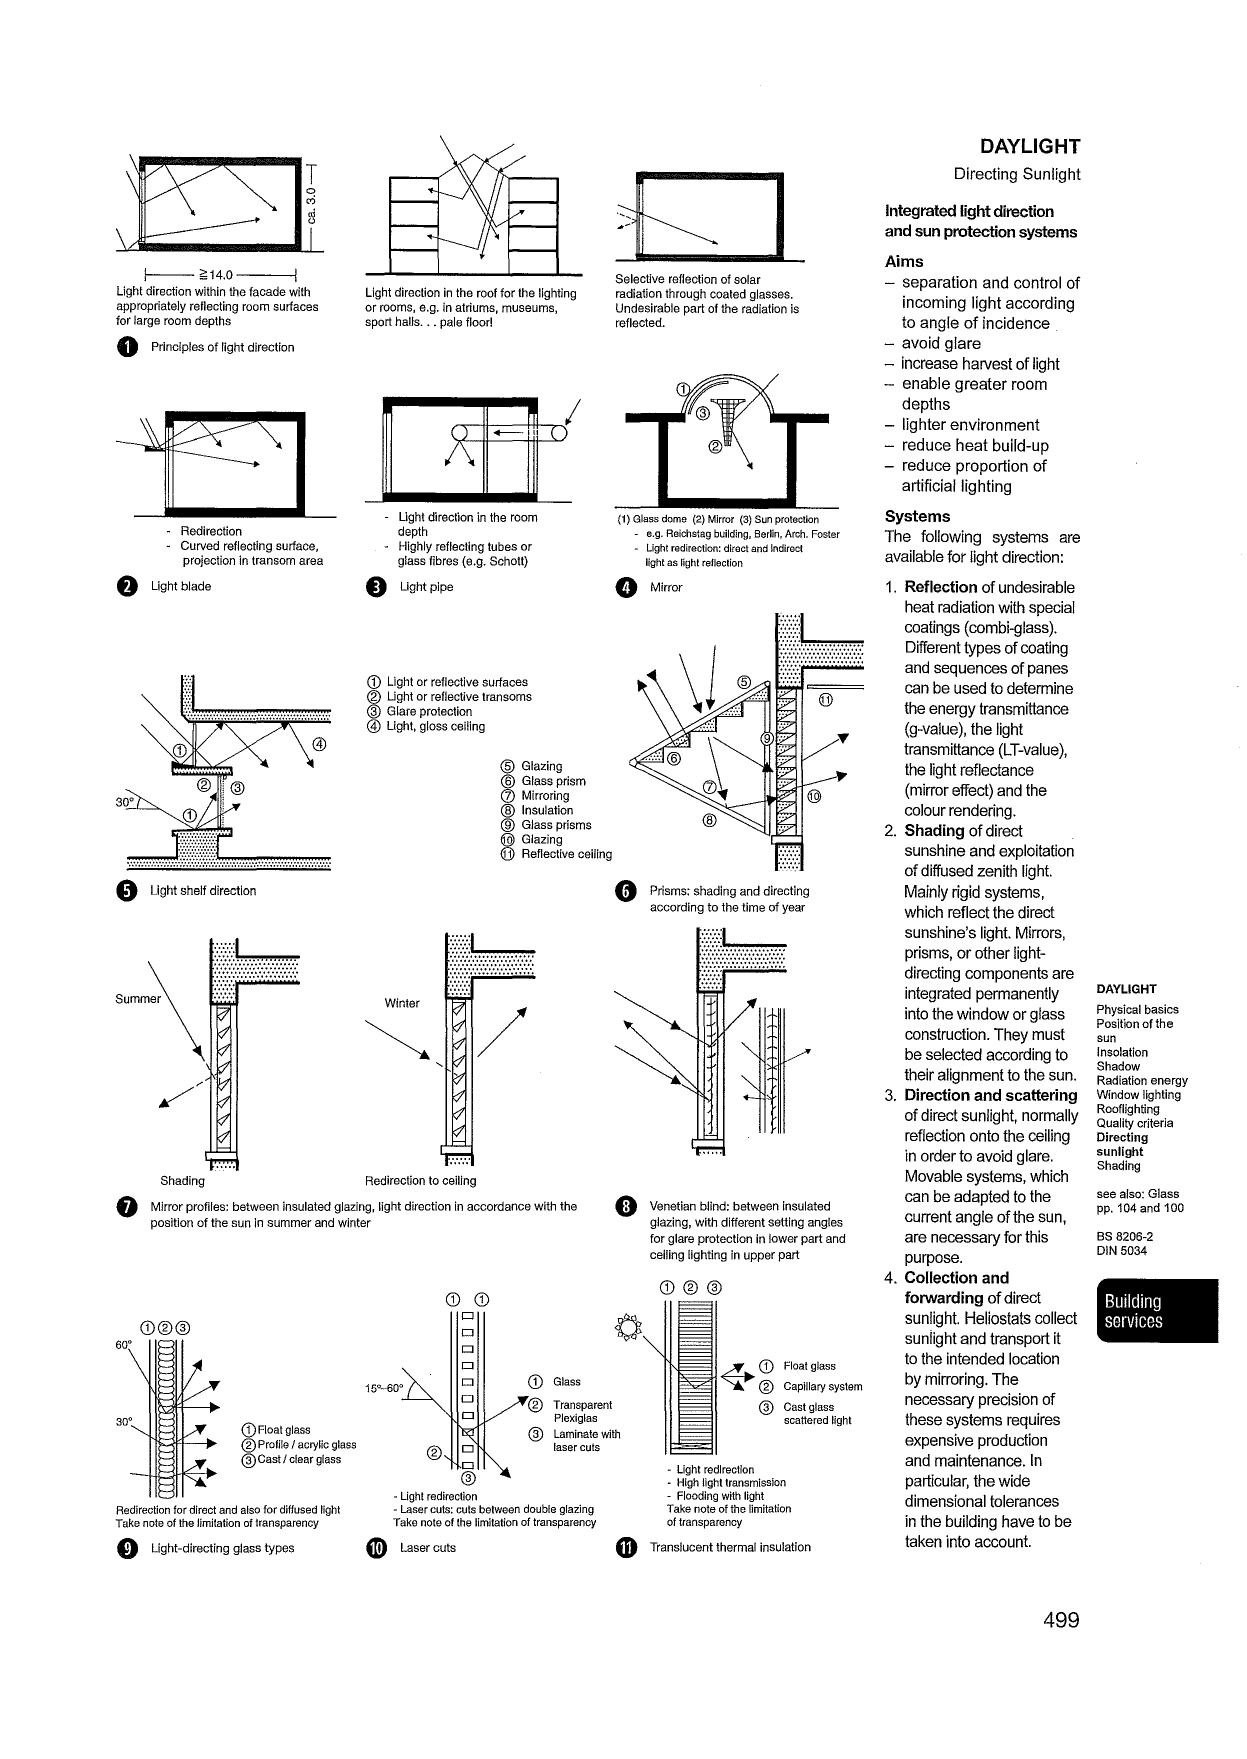 DAYLIGHT
Directing Sunlight
Integrated light direction
and sun protection systems
Aims
– separation and control of
incoming light according
to angle of incidence
– avoid glare
– increase harvest of light
– enable greater room
depths
– lighter environment
– reduce heat build-up
– reduce proportion of
artificial lighting
Systems
The following systems are
available for light direction:
1. Reflection of undesirable
heat radiation with special
coatings (combi-glass).
Different types of coating
and sequences of panes
can be used to determine
the energy transmittance
(g-value), the light
transmittance (LT-value),
the light reflectance
(mirror effect) and the
colour rendering.
2. Shading of direct
sunshine and exploitation
of diffused zenith light.
Mainly rigid systems,
which reflect the direct
sunshine's light. Mirrors,
prisms, or other light-
directing components are
integrated permanently
into the window or glass
construction. They must
be selected according to
their alignment to the sun.
3. Direction and scattering
of direct sunlight, normally
reflection onto the ceiling
in order to avoid glare.
Movable systems, which
can be adapted to the
current angle of the sun,
are necessary for this
purpose.
4. Collection and
forwarding of direct
sunlight. Heliostats collect
sunlight and transport it
to the intended location
by mirroring. The
necessary precision of
these systems requires
expensive production
and maintenance. In
particular, the wide
dimensional tolerances
in the building have to be
taken into account.
ca. 3.0
≧14.0
Light direction within the facade with
appropriately reflecting room surfaces
for large room depths
1 Principles of light direction
Light direction in the roof for the lighting
or rooms, e.g. in atriums, museums,
sport halls. . . pale floor!
Selective reflection of solar
radiation through coated glasses.
Undesirable part of the radiation is
reflected.
- Redirection
- Curved reflecting surface,
projection in transom area
2 Light blade
- Light direction in the room
depth
- Highly reflecting tubes or
glass fibres (e.g. Schott)
3 Light pipe
① ③ ②
(1) Glass dome (2) Mirror (3) Sun protection
- e.g. Reichstag building, Berlin, Arch. Foster
- Light redirection: direct and indirect
light as light reflection
4 Mirror
① ④ ② ③ 30° ①
① Light or reflective surfaces
② Light or reflective transoms
③ Glare protection
④ Light, gloss ceiling
5 Light shelf direction
⑤ Glazing
⑥ Glass prism
⑦ Mirroring
⑧ Insulation
⑨ Glass prisms
⑩ Glazing
⑪ Reflective ceiling
⑤ ⑪ ⑨ ⑥ ⑦ ⑩ ⑧
6 Prisms: shading and directing
according to the time of year
Summer
Shading
Winter
Redirection to ceiling
7 Mirror profiles: between insulated glazing, light direction in accordance with the
position of the sun in summer and winter
8 Venetian blind: between insulated
glazing, with different setting angles
for glare protection in lower part and
ceiling lighting in upper part
①②③
60°
30°
①Float glass
②Profile / acrylic glass
③Cast / clear glass
Redirection for direct and also for diffused light
Take note of the limitation of transparency
9 Light-directing glass types
① ①
15°–60°
②
③
① Glass
② Transparent
Plexiglas
③ Laminate with
laser cuts
- Light redirection
- Laser cuts: cuts between double glazing
Take note of the limitation of transparency
10 Laser cuts
① ② ③
① Float glass
② Capillary system
③ Cast glass
scattered light
- Light redirection
- High light transmission
- Flooding with light
Take note of the limitation
of transparency
11 Translucent thermal insulation
DAYLIGHT
Physical basics
Position of the
sun
Insolation
Shadow
Radiation energy
Window lighting
Rooflighting
Quality criteria
Directing
sunlight
Shading
see also: Glass
pp. 104 and 100
BS 8206-2
DIN 5034
Building
services
499